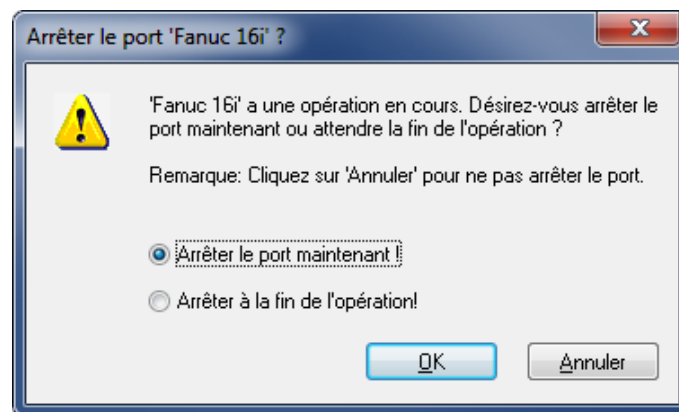 Arrêter le port 'Fanuc 16i' ?
'Fanuc 16i' a une opération en cours. Désirez-vous arrêter le
port maintenant ou attendre la fin de l'opération ?
Remarque: Cliquez sur 'Annuler' pour ne pas arrêter le port.
Arrêter le port maintenant !
Arrêter à la fin de l'opération!
OK
Annuler